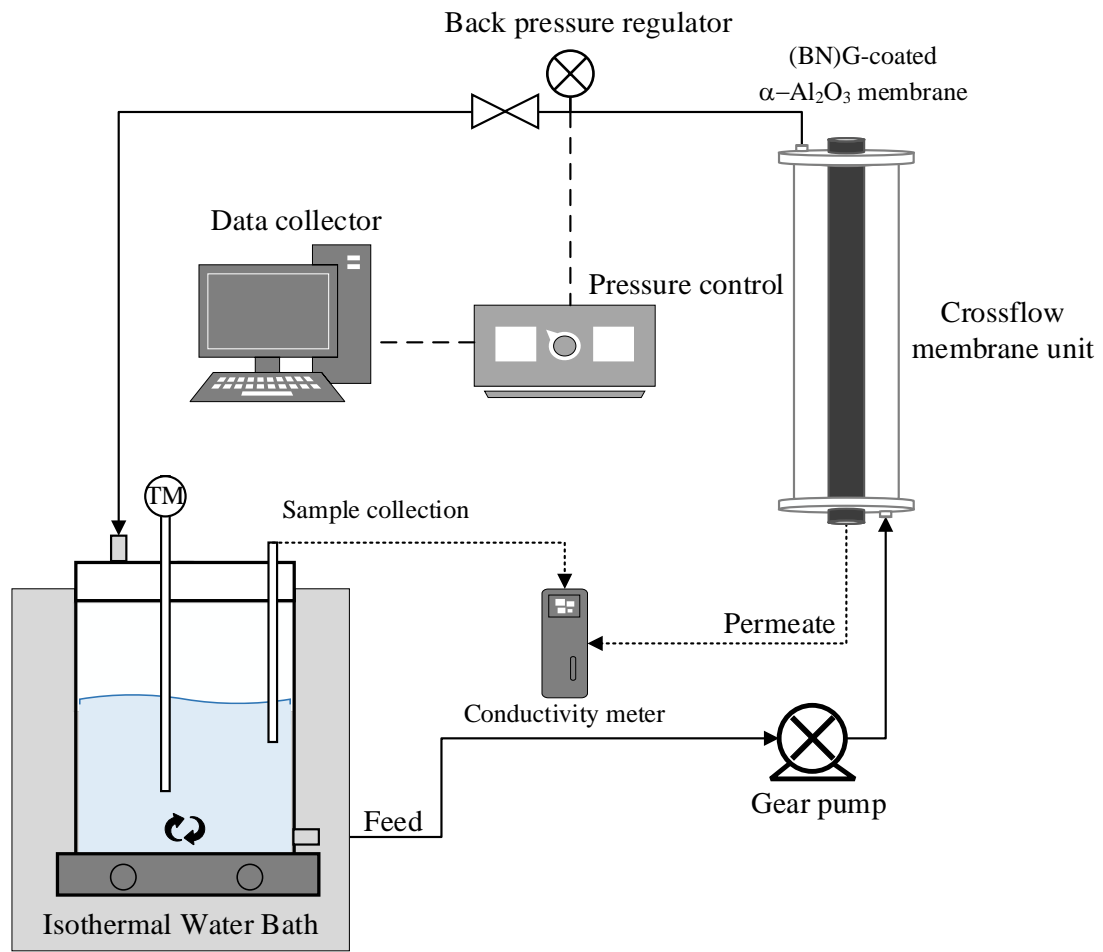 Back pressure regulator
(BN)G-coated
α−Al₂O₃ membrane
Data collector
Pressure control
Crossflow
membrane unit
TM
Sample collection
Permeate
Conductivity meter
Feed
Gear pump
Isothermal Water Bath